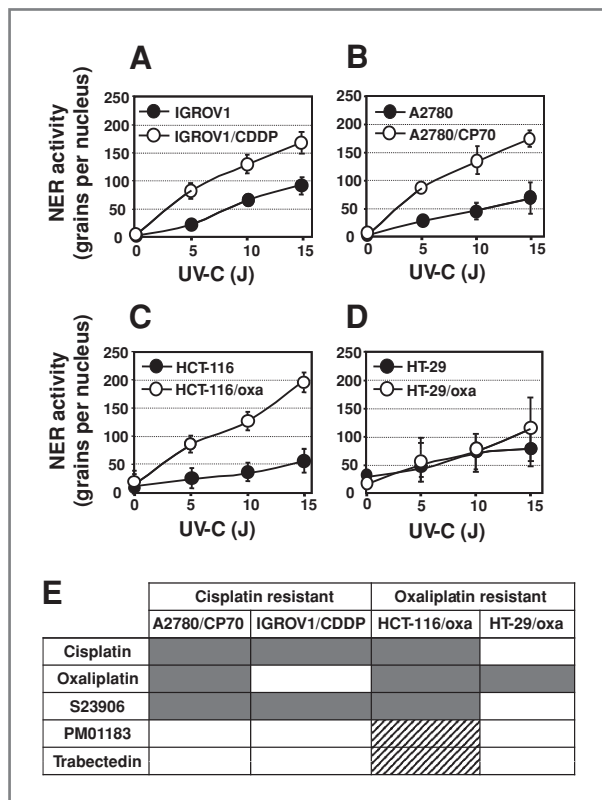 A
B
NER activity
(grains per nucleus)
250
200
150
100
50
0
IGROV1
IGROV1/CDDP
0 5 10 15
UV-C (J)
250
200
150
100
50
0
A2780
A2780/CP70
0 5 10 15
UV-C (J)
C
D
NER activity
(grains per nucleus)
250
200
150
100
50
0
HCT-116
HCT-116/oxa
0 5 10 15
UV-C (J)
250
200
150
100
50
0
HT-29
HT-29/oxa
0 5 10 15
UV-C (J)
E
Cisplatin resistant Oxaliplatin resistant
A2780/CP70 IGROV1/CDDP HCT-116/oxa HT-29/oxa
Cisplatin
Oxaliplatin
S23906
PM01183
Trabectedin